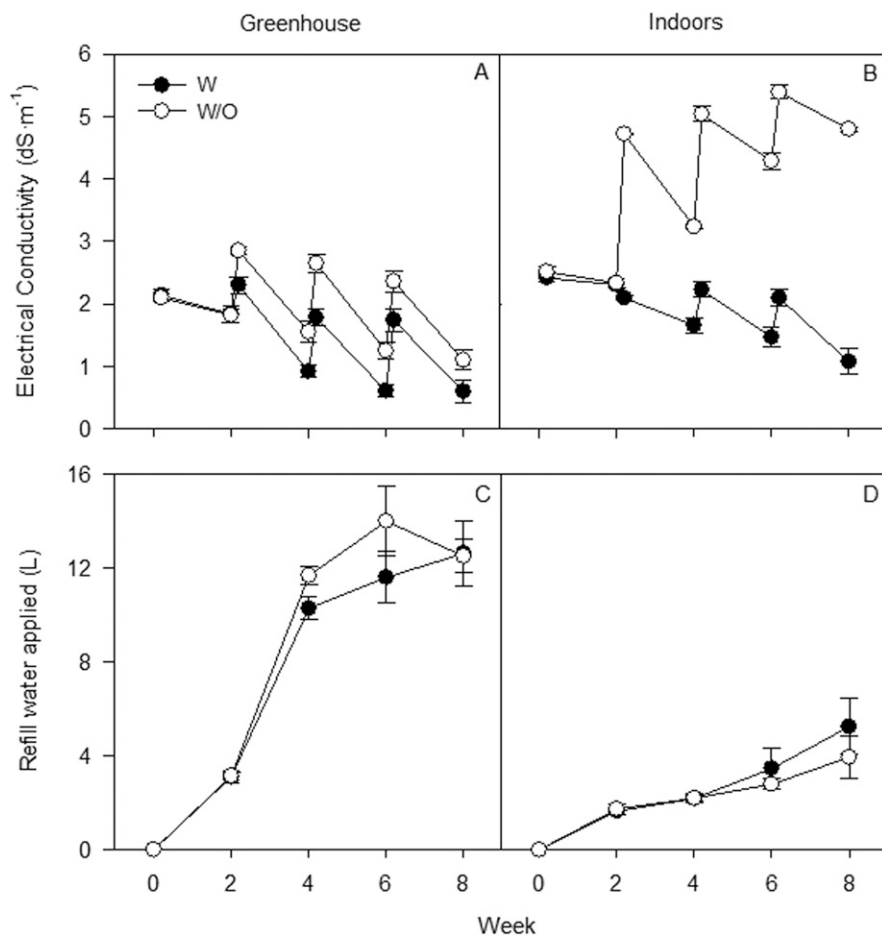 Greenhouse
Indoors
Electrical Conductivity (dS·m⁻¹)
6
5
4
3
2
1
0
W
W/O
A
B
Refill water applied (L)
16
12
8
4
0
C
D
0 2 4 6 8
0 2 4 6 8
Week